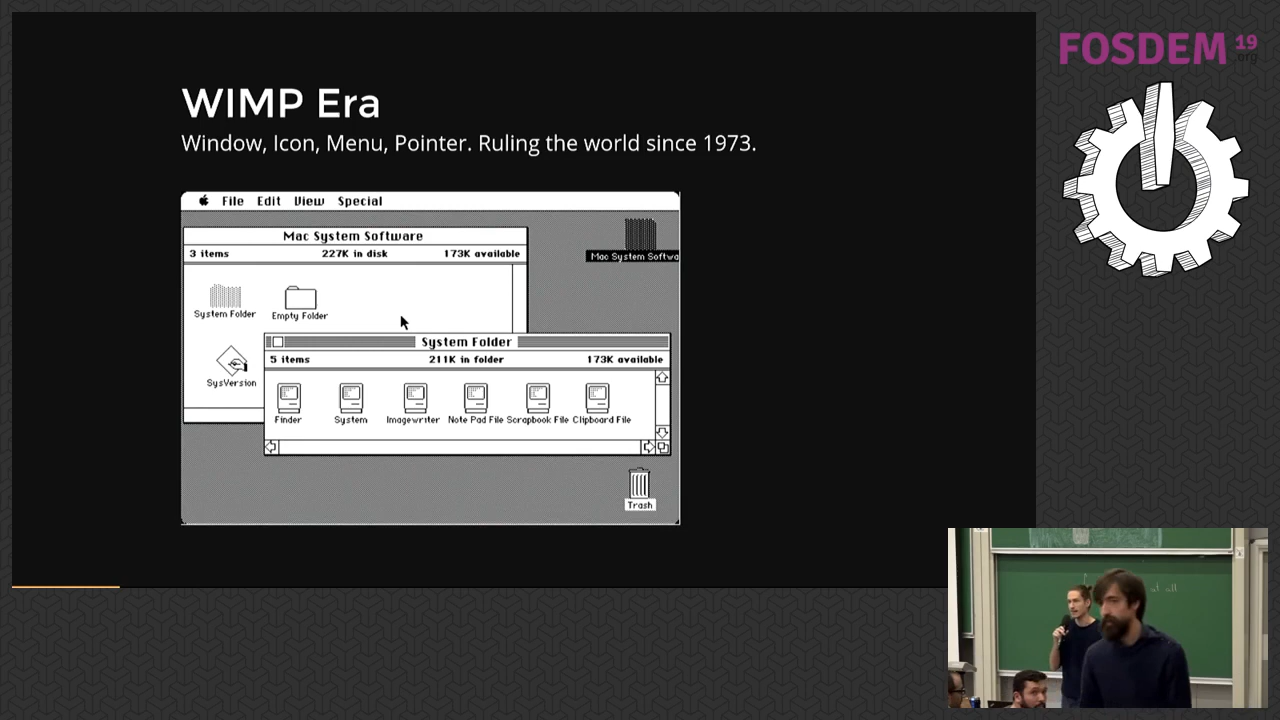 WIMP Era
Window, Icon, Menu, Pointer. Ruling the world since 1973.
File Edit View Special
Mac System Software
3 items 227K in disk 173K available
System Folder
Empty Folder
SysVersion
Mac System Softwa
System Folder
5 items 211K in folder 173K available
Finder System Imagewriter Note Pad File Scrapbook File Clipboard File
Trash
FOSDEM 19
.org